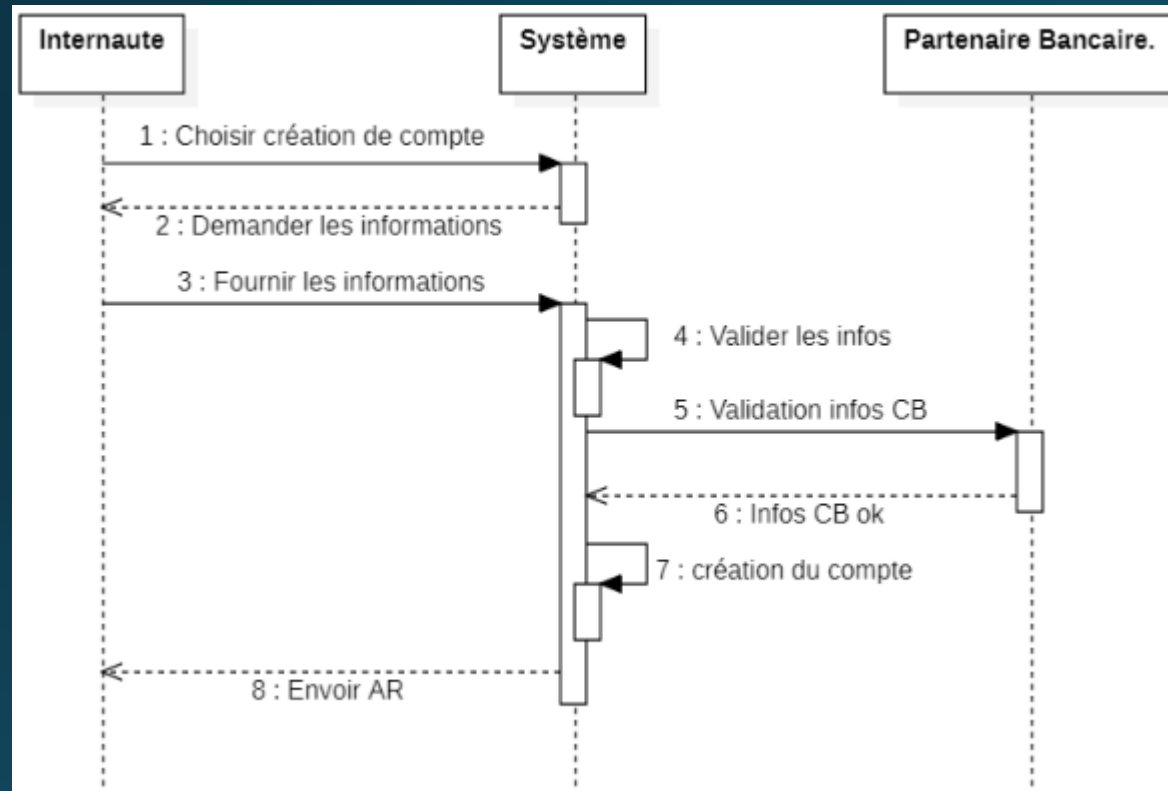 Internaute
Système
Partenaire Bancaire.
1 : Choisir création de compte
2 : Demander les informations
3 : Fournir les informations
4 : Valider les infos
5 : Validation infos CB
6 : Infos CB ok
7 : création du compte
8 : Envoir AR